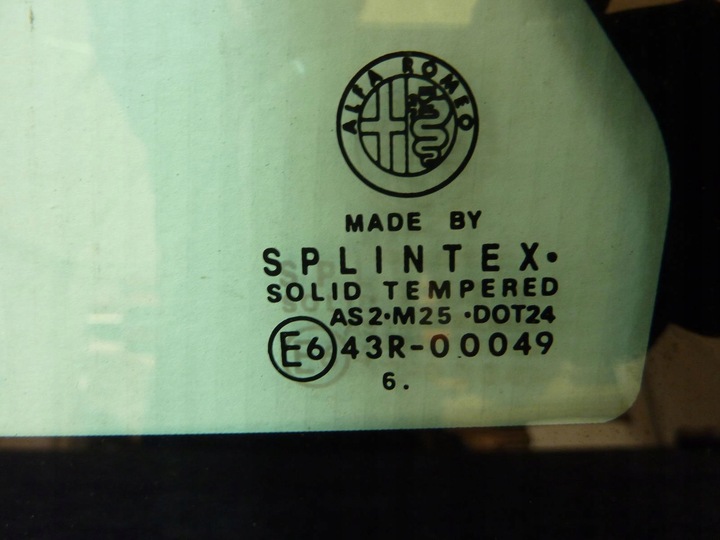 ALFA ROMEO
MADE BY
SPLINTEX.
SOLID TEMPERED
AS2·M25 ·DOT24
E6 43R-00049
6.